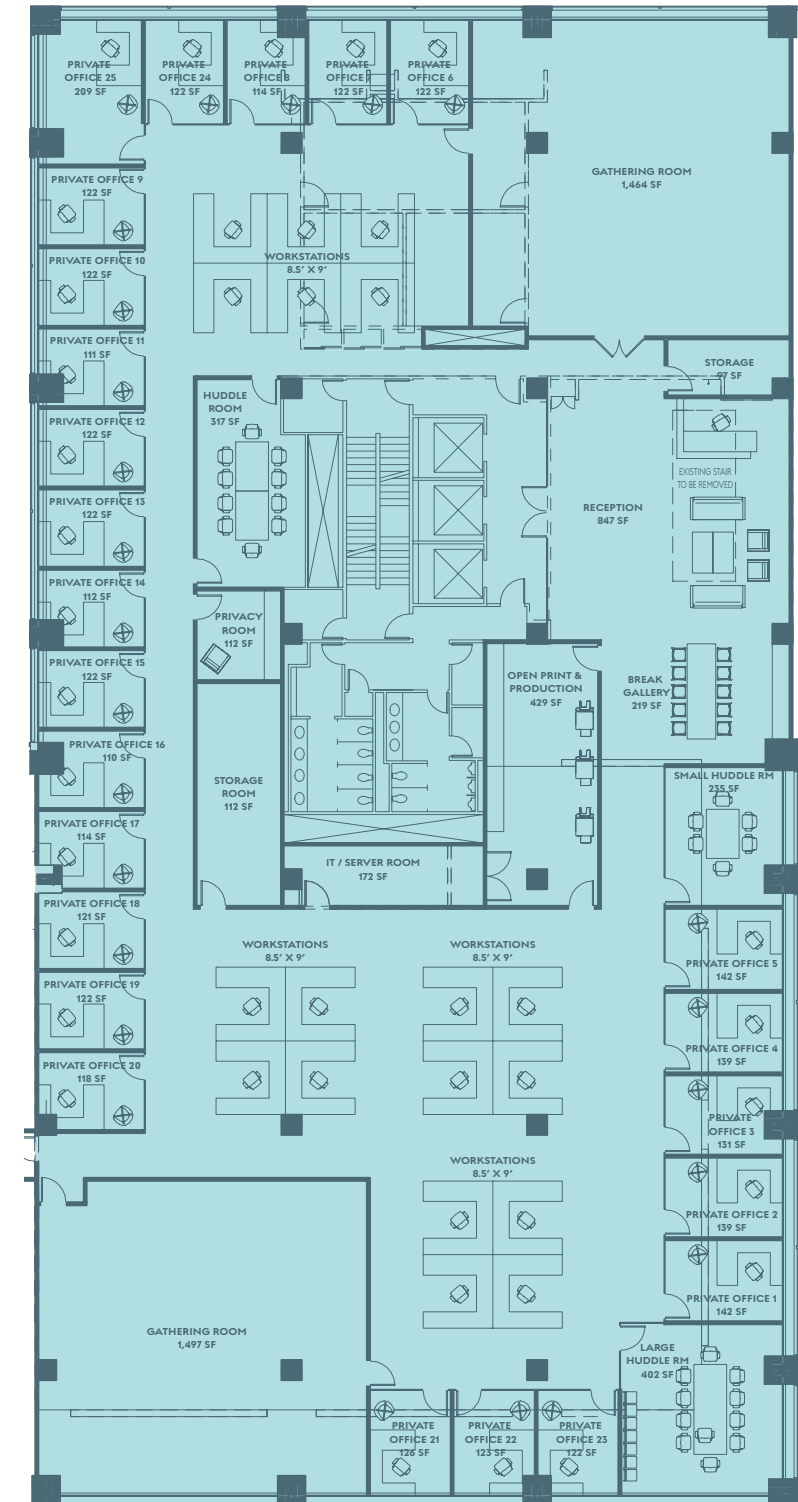 PRIVATE
OFFICE 25
209 SF
PRIVATE
OFFICE 24
122 SF
PRIVATE
OFFICE 8
114 SF
PRIVATE
OFFICE 7
122 SF
PRIVATE
OFFICE 6
122 SF
GATHERING ROOM
1,464 SF
PRIVATE OFFICE 9
122 SF
WORKSTATIONS
8.5’ X 9’
PRIVATE OFFICE 10
122 SF
PRIVATE OFFICE 11
111 SF
STORAGE
97 SF
HUDDLE
ROOM
317 SF
PRIVATE OFFICE 12
122 SF
EXISTING STAIR
TO BE REMOVED
PRIVATE OFFICE 13
122 SF
RECEPTION
847 SF
PRIVATE OFFICE 14
112 SF
PRIVACY
ROOM
112 SF
PRIVATE OFFICE 15
122 SF
OPEN PRINT &
PRODUCTION
429 SF
BREAK
GALLERY
219 SF
PRIVATE OFFICE 16
110 SF
STORAGE
ROOM
112 SF
SMALL HUDDLE RM
235 SF
PRIVATE OFFICE 17
114 SF
IT / SERVER ROOM
172 SF
PRIVATE OFFICE 18
121 SF
WORKSTATIONS
8.5’ X 9’
WORKSTATIONS
8.5’ X 9’
PRIVATE OFFICE 5
142 SF
PRIVATE OFFICE 19
122 SF
PRIVATE OFFICE 4
139 SF
PRIVATE OFFICE 20
118 SF
PRIVATE
OFFICE 3
131 SF
WORKSTATIONS
8.5’ X 9’
PRIVATE OFFICE 2
139 SF
PRIVATE OFFICE 1
142 SF
GATHERING ROOM
1,497 SF
LARGE
HUDDLE RM
402 SF
PRIVATE
OFFICE 21
126 SF
PRIVATE
OFFICE 22
123 SF
PRIVATE
OFFICE 23
122 SF